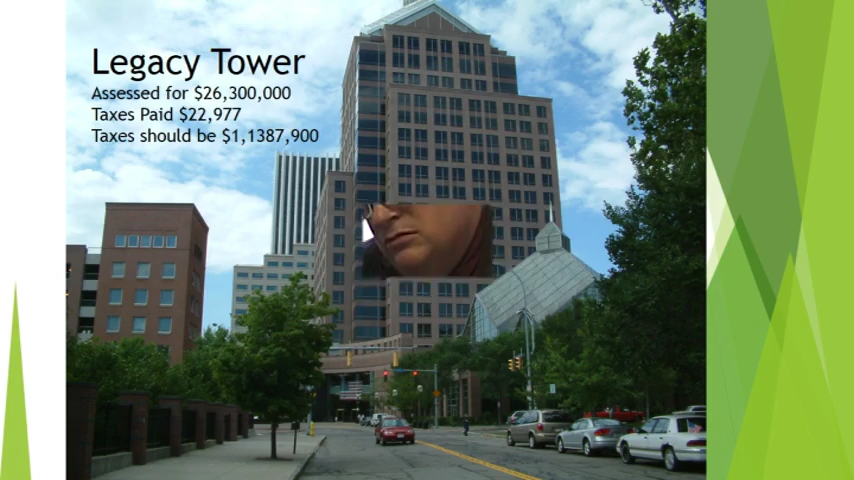 Legacy Tower
Assessed for $26,300,000
Taxes Paid $22,977
Taxes should be $1,1387,900